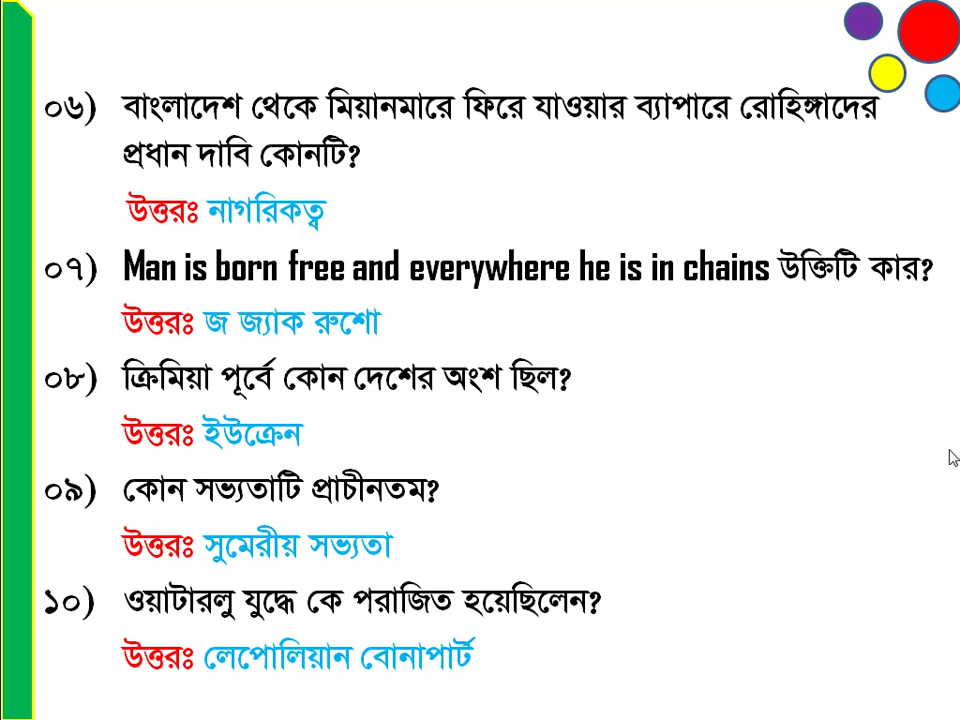 ০৬) বাংলাদেশ থেকে মিয়ানমারে ফিরে যাওয়ার ব্যাপারে রোহিঙ্গাদের
প্রধান দাবি কোনটি?
উত্তরঃ নাগরিকত্ব
০৭) Man is born free and everywhere he is in chains উক্তিটি কার?
উত্তরঃ জ জ্যাক রুশো
০৮) ক্রিমিয়া পূর্বে কোন দেশের অংশ ছিল?
উত্তরঃ ইউক্রেন
০৯) কোন সভ্যতাটি প্রাচীনতম?
উত্তরঃ সুমেরীয় সভ্যতা
১০) ওয়াটারলু যুদ্ধে কে পরাজিত হয়েছিলেন?
উত্তরঃ লেপোলিয়ান বোনাপার্ট